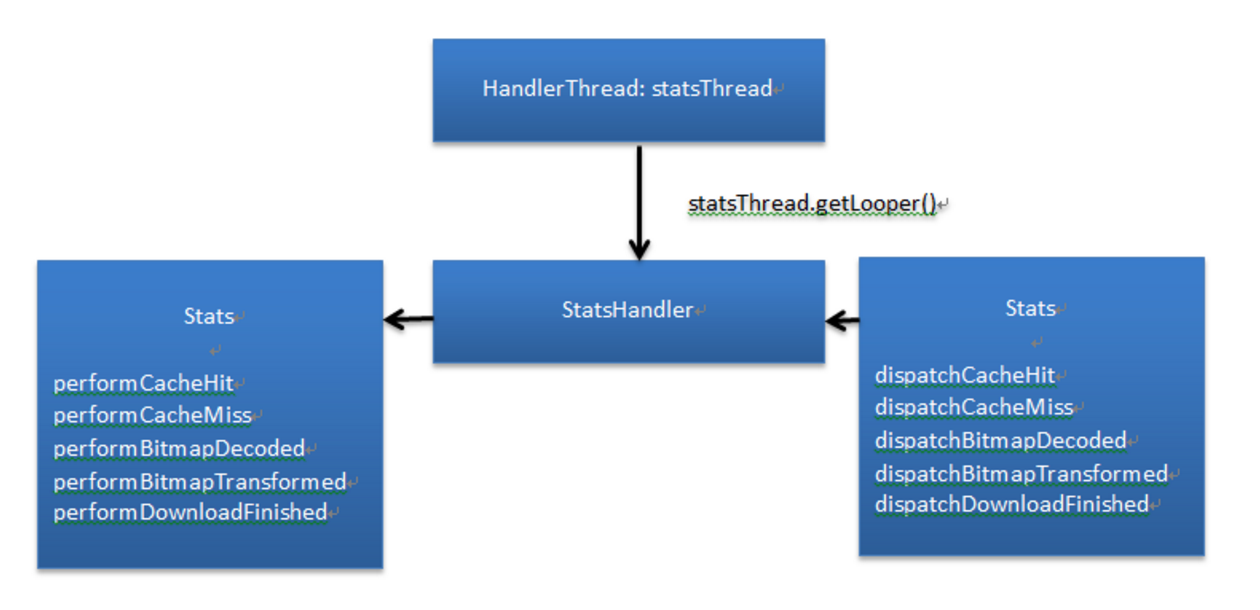 HandlerThread: statsThread
statsThread.getLooper()
Stats
performCacheHit
performCacheMiss
performBitmapDecoded
performBitmapTransformed
performDownloadFinished
StatsHandler
Stats
dispatchCacheHit
dispatchCacheMiss
dispatchBitmapDecoded
dispatchBitmapTransformed
dispatchDownloadFinished